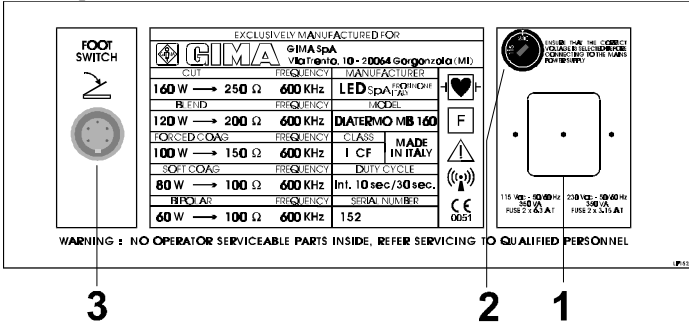 FOOT
SWITCH
EXCLUSIVELY MANUFACTURED FOR
GIMA GIMA SpA
Via Trento, 10 - 20064 Gorgonzola (MI)
CUT FREQUENCY
160 W → 250 Ω 600 KHz
BLEND FREQUENCY
120 W → 200 Ω 600 KHz
FORCED COAG FREQUENCY
100 W → 150 Ω 600 KHz
SOFT COAG FREQUENCY
80 W → 100 Ω 600 KHz
BIPOLAR FREQUENCY
60 W → 100 Ω 600 KHz
MANUFACTURER
LED SpA FROSINONE
ITALY
MODEL
DIATERMO MB 160
CLASS
I CF
MADE
IN ITALY
DUTY CYCLE
Int. 10 sec/30 sec.
SERIAL NUMBER
152
F
CE
0051
ENSURE THAT THE CORRECT
VOLTAGE IS SELECTED BEFORE
CONNECTING TO THE MAINS
POWER SUPPLY
115 Vac - 50/60 Hz
350 VA
FUSE 2 x 6.3 A T
230 Vac - 50/60 Hz
350 VA
FUSE 2 x 3.15 A T
WARNING : NO OPERATOR SERVICEABLE PARTS INSIDE, REFER SERVICING TO QUALIFIED PERSONNEL
3
2
1